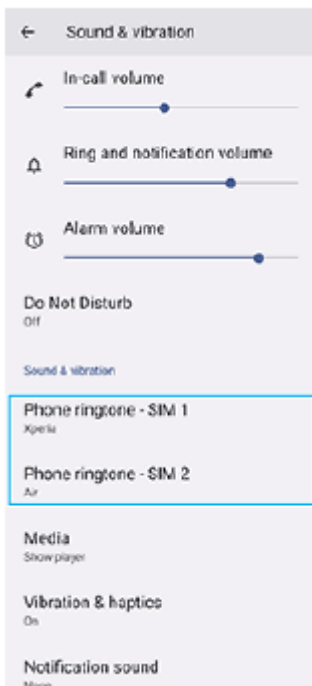 Sound & vibration
In-call volume
Ring and notification volume
Alarm volume
Do Not Disturb
Off
Sound & vibration
Phone ringtone - SIM 1
Xperia
Phone ringtone - SIM 2
Air
Media
Show player
Vibration & haptics
On
Notification sound